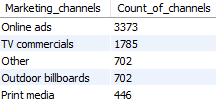 Marketing_channels Count_of_channels
Online ads 3373
TV commercials 1785
Other 702
Outdoor billboards 702
Print media 446